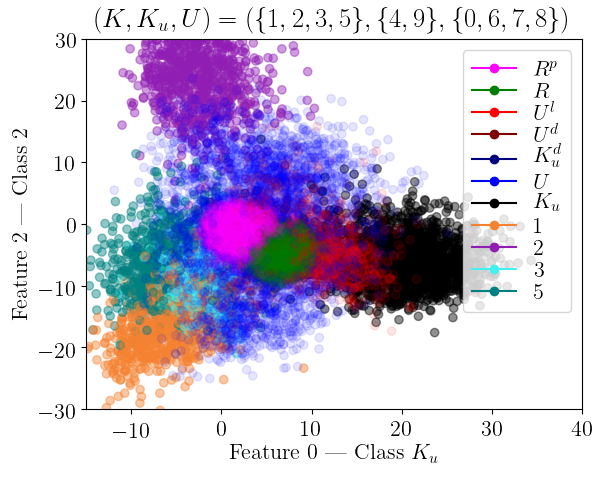 (K, K_u, U) = ({1, 2, 3, 5}, {4, 9}, {0, 6, 7, 8})
30
20
10
0
−10
−20
−30
Feature 2 — Class 2
R^p
R
U^l
U^d
K_u^d
U
K_u
1
2
3
5
−10
0
10
20
30
40
Feature 0 — Class K_u